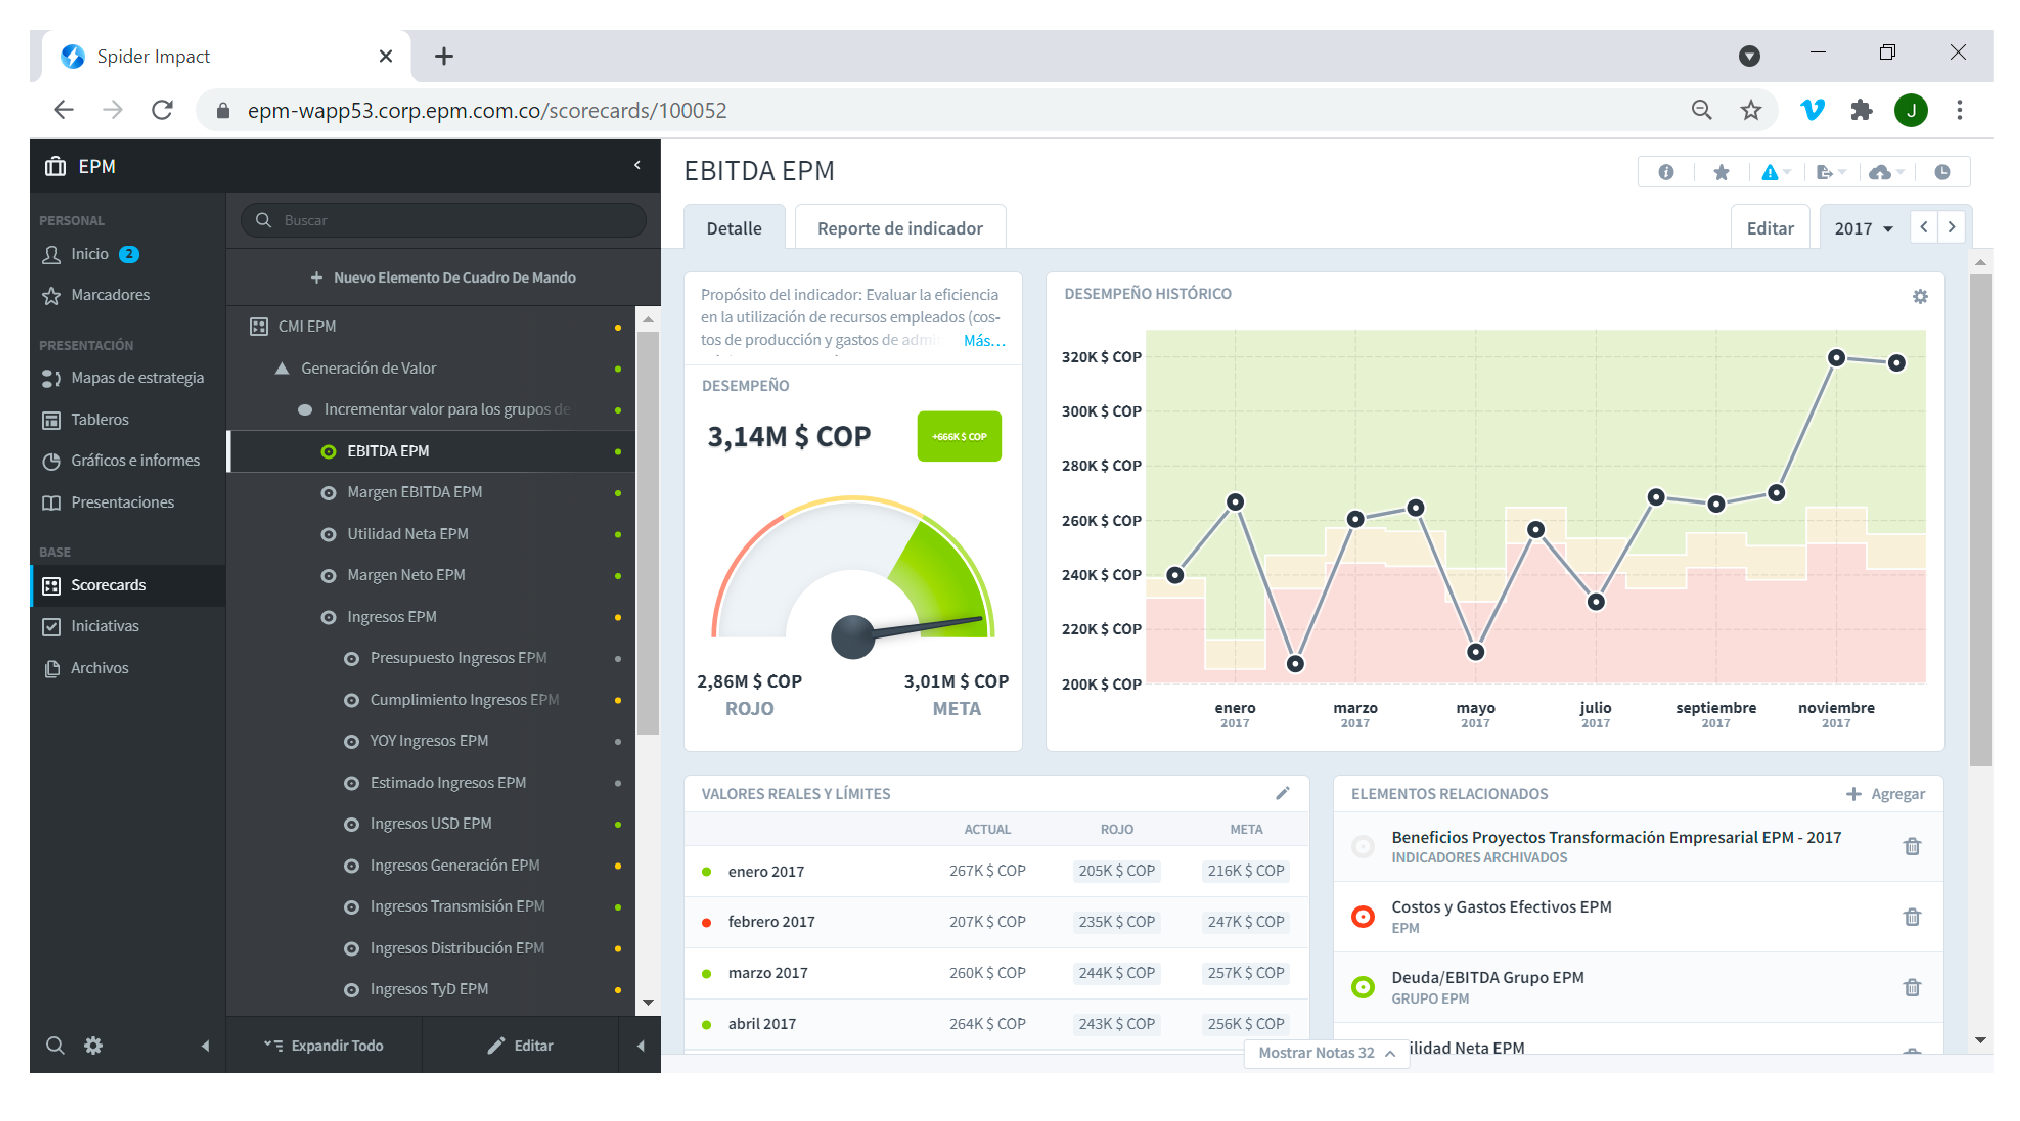 Spider Impact
epm-wapp53.corp.epm.com.co/scorecards/100052
J
EPM
PERSONAL
Inicio 2
Marcadores
PRESENTACIÓN
Mapas de estrategia
Tableros
Gráficos e informes
Presentaciones
BASE
Scorecards
Iniciativas
Archivos
Buscar
+ Nuevo Elemento De Cuadro De Mando
CMI EPM
Generación de Valor
Incrementar valor para los grupos de
EBITDA EPM
Margen EBITDA EPM
Utilidad Neta EPM
Margen Neto EPM
Ingresos EPM
Presupuesto Ingresos EPM
Cumplimiento Ingresos EPM
YOY Ingresos EPM
Estimado Ingresos EPM
Ingresos USD EPM
Ingresos Generación EPM
Ingresos Transmisión EPM
Ingresos Distribución EPM
Ingresos TyD EPM
Expandir Todo
Editar
EBITDA EPM
Detalle
Reporte de indicador
Editar
2017
Propósito del indicador: Evaluar la eficiencia
en la utilización de recursos empleados (cos-
tos de producción y gastos de admi Más...
DESEMPEÑO
3,14M $ COP
+666K $ COP
2,86M $ COP
ROJO
3,01M $ COP
META
DESEMPEÑO HISTÓRICO
320K $ COP
300K $ COP
280K $ COP
260K $ COP
240K $ COP
220K $ COP
200K $ COP
enero marzo mayo julio septiembre noviembre
2017 2017 2017 2017 2017 2017
VALORES REALES Y LÍMITES
ACTUAL ROJO META
enero 2017 267K $ COP 205K $ COP 216K $ COP
febrero 2017 207K $ COP 235K $ COP 247K $ COP
marzo 2017 260K $ COP 244K $ COP 257K $ COP
abril 2017 264K $ COP 243K $ COP 256K $ COP
ELEMENTOS RELACIONADOS
+ Agregar
Beneficios Proyectos Transformación Empresarial EPM - 2017
INDICADORES ARCHIVADOS
Costos y Gastos Efectivos EPM
EPM
Deuda/EBITDA Grupo EPM
GRUPO EPM
ilidad Neta EPM
Mostrar Notas 32